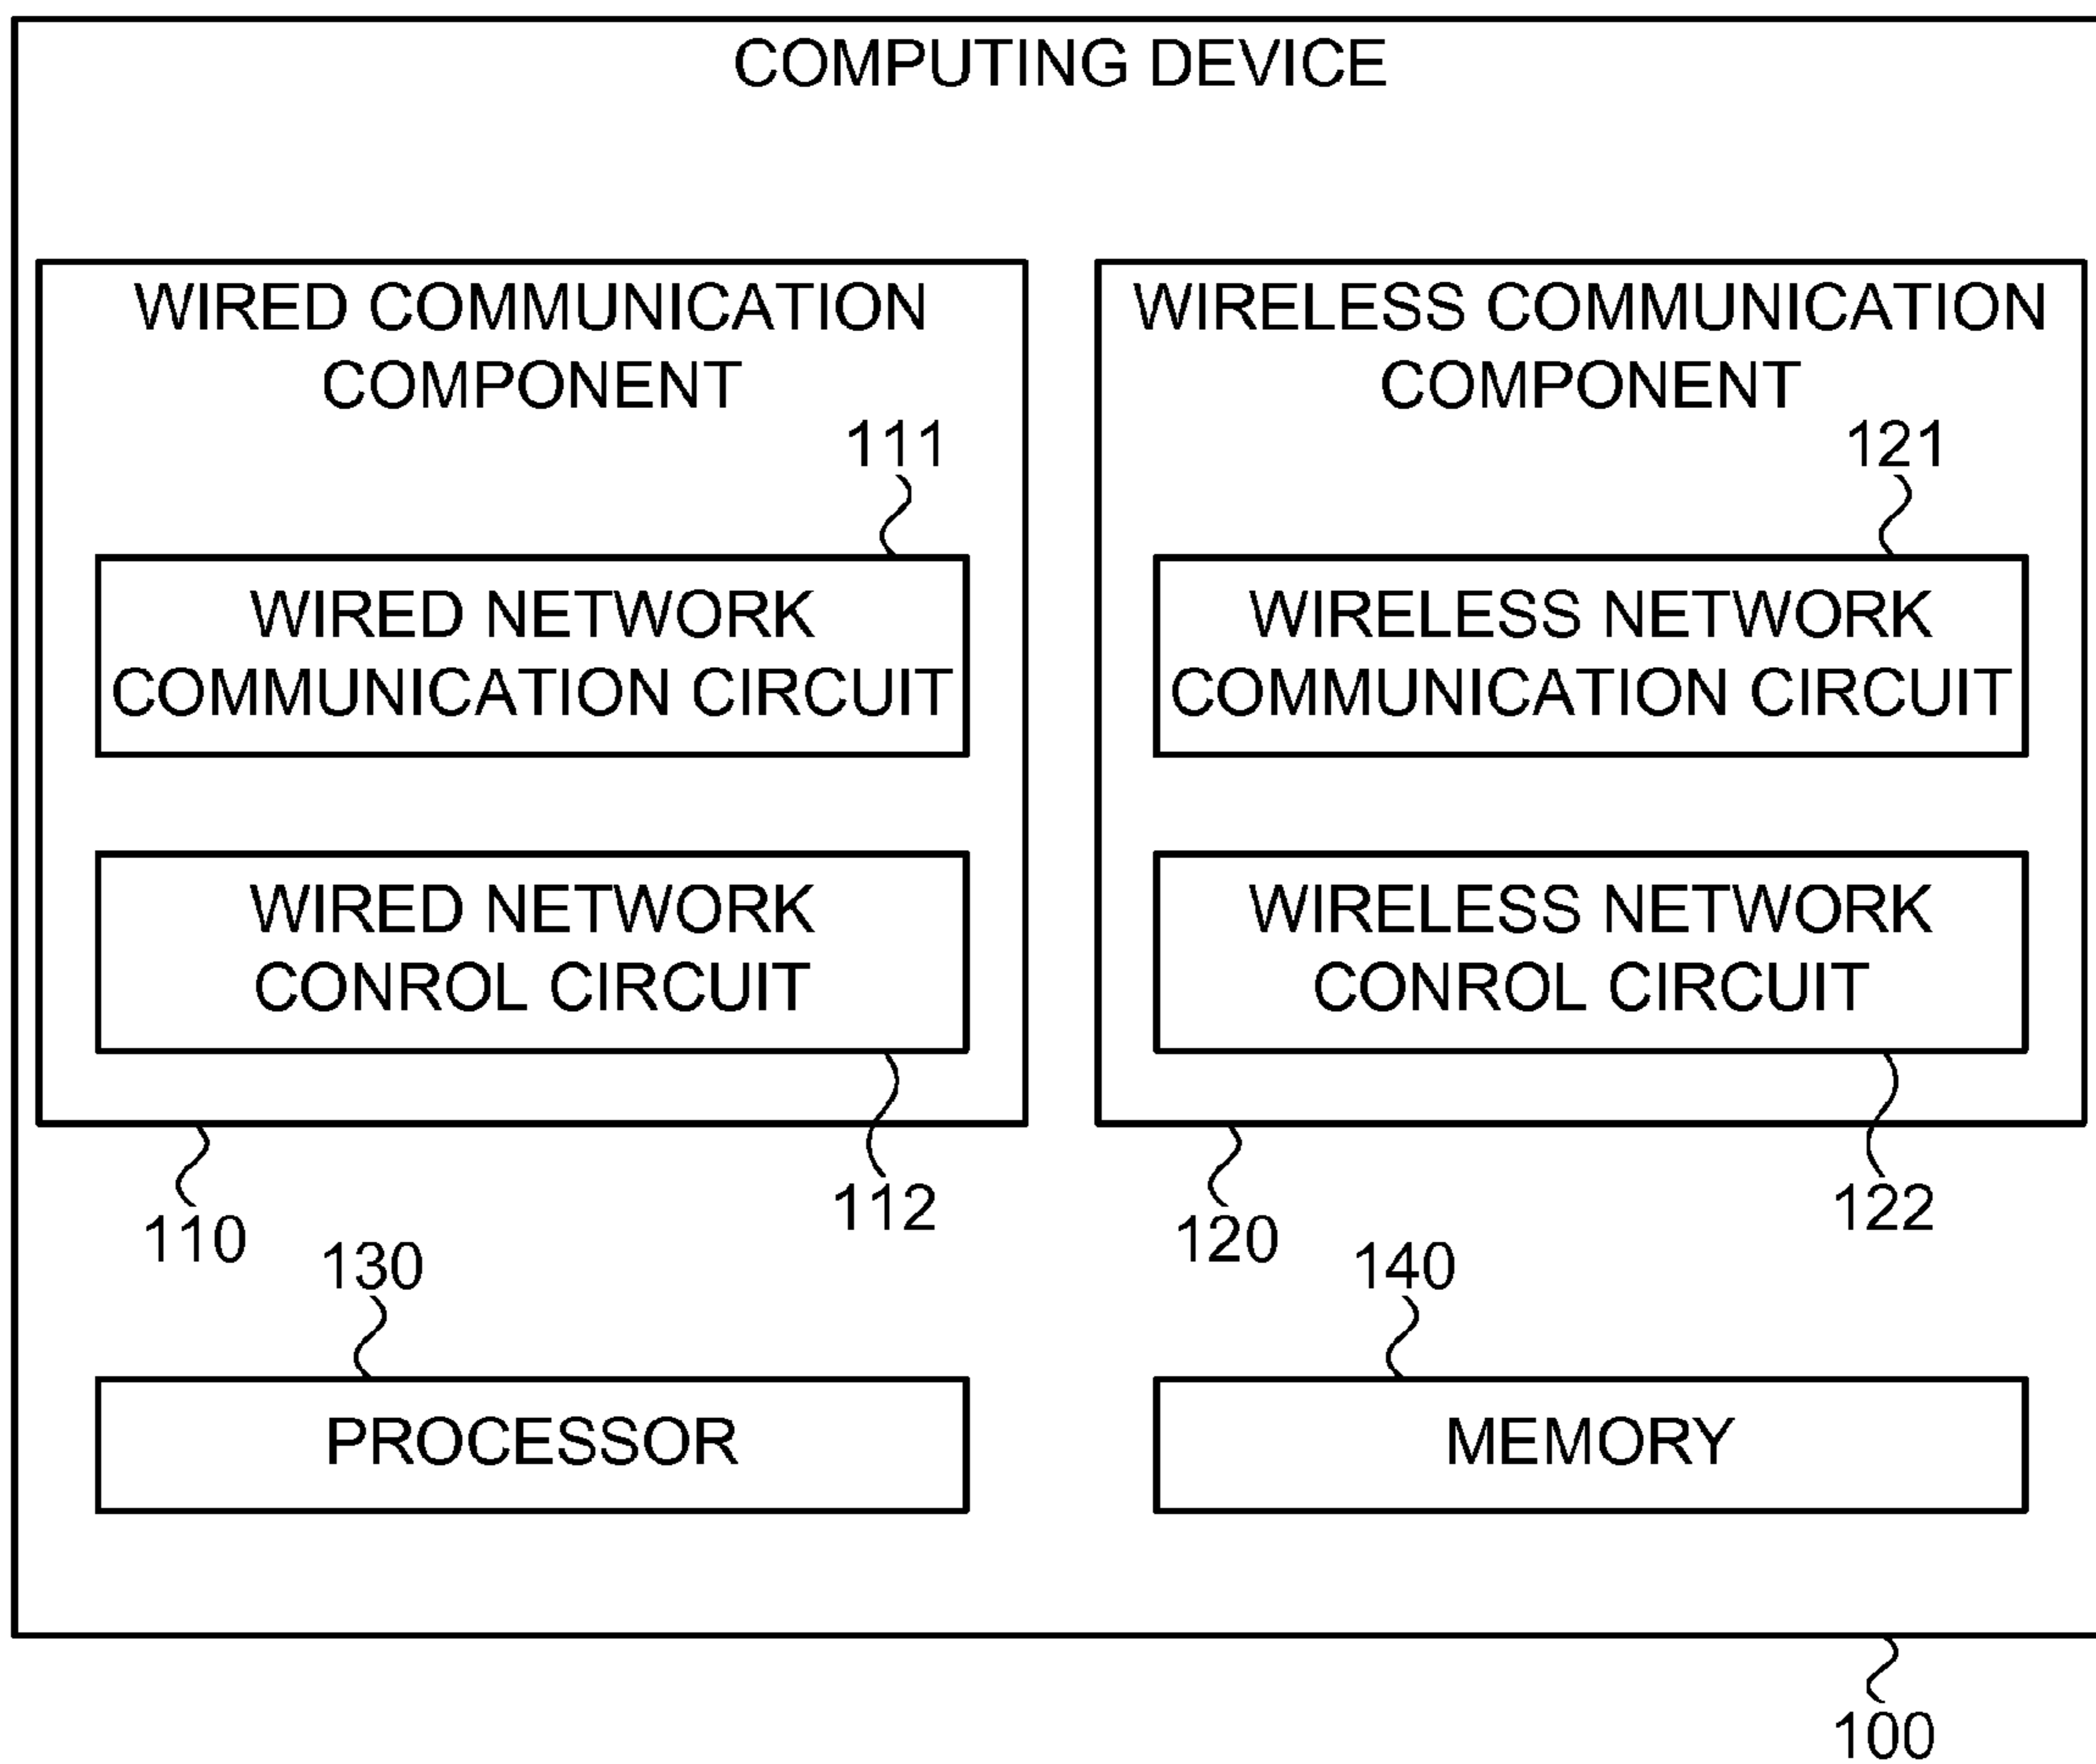 COMPUTING DEVICE
WIRED COMMUNICATION
COMPONENT
111
WIRED NETWORK
COMMUNICATION CIRCUIT
WIRED NETWORK
CONROL CIRCUIT
110
112
WIRELESS COMMUNICATION
COMPONENT
121
WIRELESS NETWORK
COMMUNICATION CIRCUIT
WIRELESS NETWORK
CONROL CIRCUIT
120
122
130
PROCESSOR
140
MEMORY
100